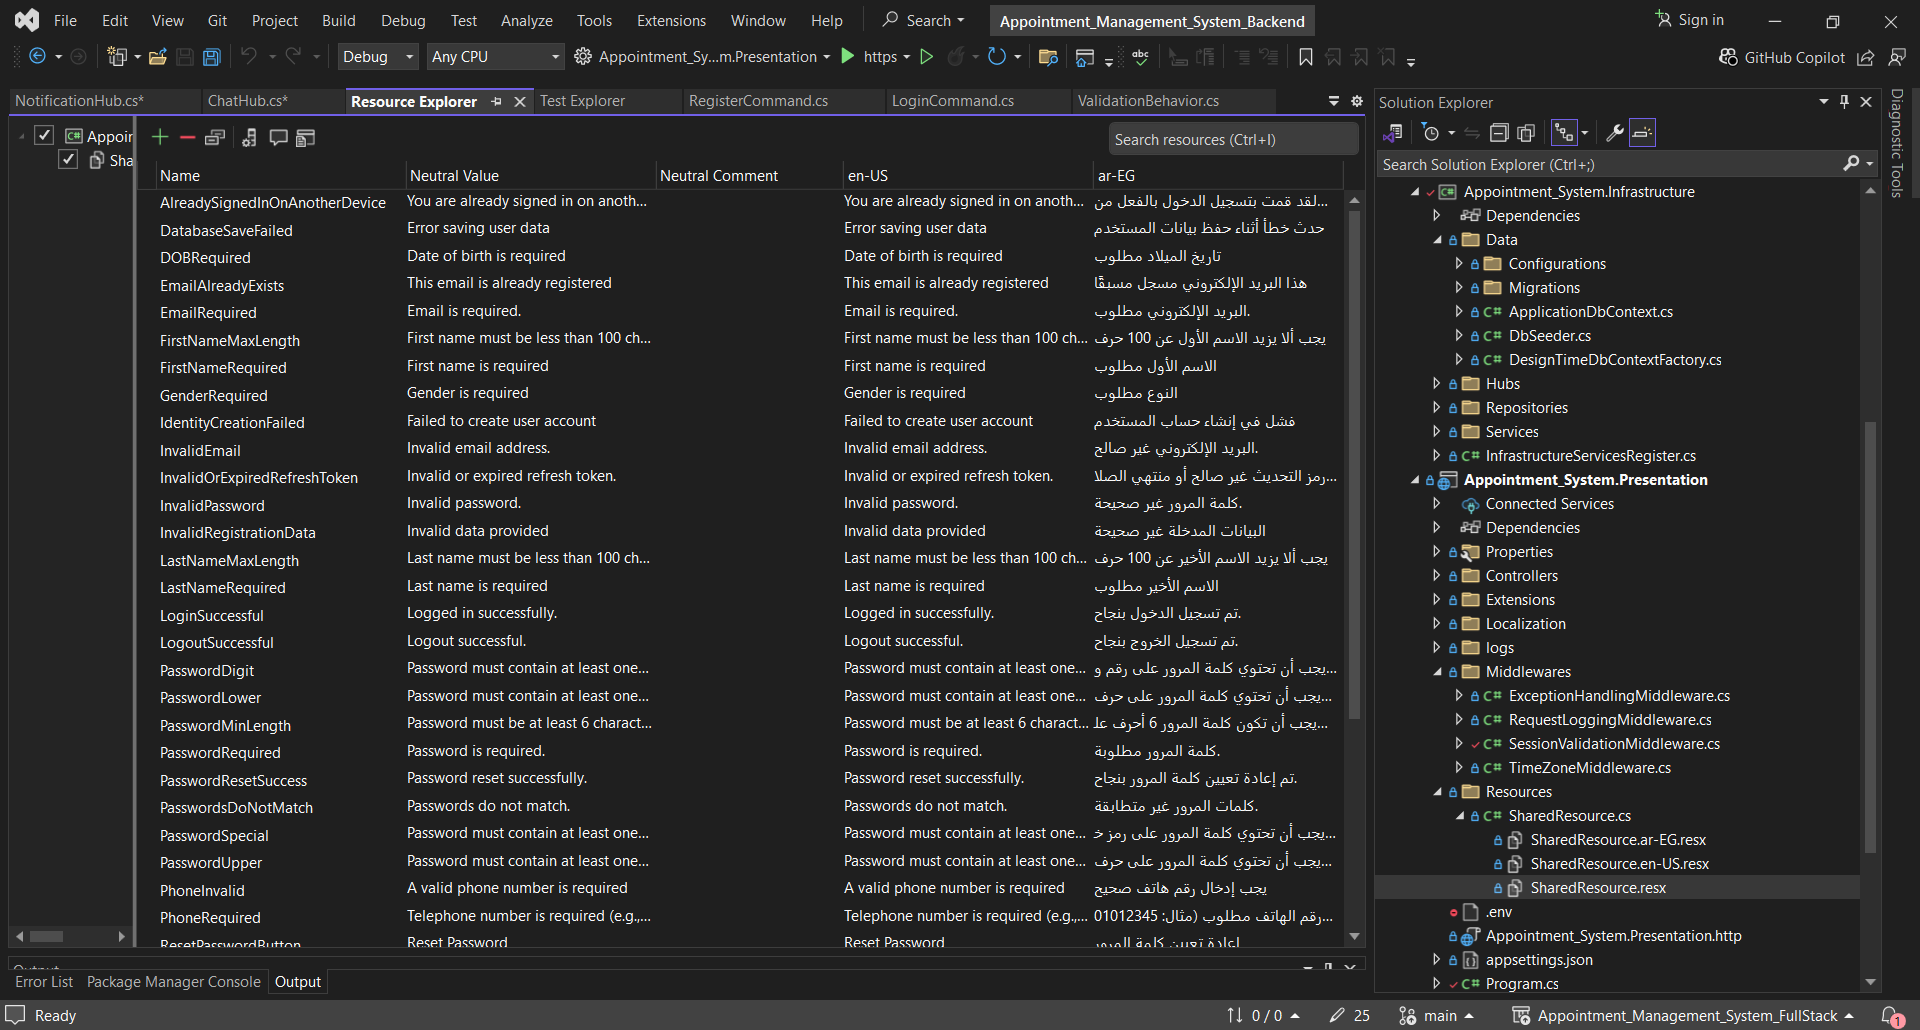 File Edit View Git Project Build Debug Test Analyze Tools Extensions Window Help Search Appointment_Management_System_Backend Sign in
Debug Any CPU Appointment_Sy...m.Presentation https GitHub Copilot
NotificationHub.cs* ChatHub.cs* Resource Explorer Test Explorer RegisterCommand.cs LoginCommand.cs ValidationBehavior.cs
Appoin
Sha
Search resources (Ctrl+I)
Name Neutral Value Neutral Comment en-US ar-EG
AlreadySignedInOnAnotherDevice You are already signed in on anoth... You are already signed in on anoth... لقد قمت بتسجيل الدخول بالفعل من...
DatabaseSaveFailed Error saving user data Error saving user data حدث خطأ أثناء حفظ بيانات المستخدم
DOBRequired Date of birth is required Date of birth is required تاريخ الميلاد مطلوب
EmailAlreadyExists This email is already registered This email is already registered هذا البريد الإلكتروني مسجل مسبقًا
EmailRequired Email is required. Email is required. البريد الإلكتروني مطلوب.
FirstNameMaxLength First name must be less than 100 ch... First name must be less than 100 ch... يجب ألا يزيد الاسم الأول عن 100 حرف
FirstNameRequired First name is required First name is required الاسم الأول مطلوب
GenderRequired Gender is required Gender is required النوع مطلوب
IdentityCreationFailed Failed to create user account Failed to create user account فشل في إنشاء حساب المستخدم
InvalidEmail Invalid email address. Invalid email address. البريد الإلكتروني غير صالح.
InvalidOrExpiredRefreshToken Invalid or expired refresh token. Invalid or expired refresh token. رمز التحديث غير صالح أو منتهي الصلا...
InvalidPassword Invalid password. Invalid password. كلمة المرور غير صحيحة.
InvalidRegistrationData Invalid data provided Invalid data provided البيانات المدخلة غير صحيحة
LastNameMaxLength Last name must be less than 100 ch... Last name must be less than 100 ch... يجب ألا يزيد الاسم الأخير عن 100 حرف
LastNameRequired Last name is required Last name is required الاسم الأخير مطلوب
LoginSuccessful Logged in successfully. Logged in successfully. تم تسجيل الدخول بنجاح.
LogoutSuccessful Logout successful. Logout successful. تم تسجيل الخروج بنجاح.
PasswordDigit Password must contain at least one... Password must contain at least one... يجب أن تحتوي كلمة المرور على رقم و...
PasswordLower Password must contain at least one... Password must contain at least one... يجب أن تحتوي كلمة المرور على حرف...
PasswordMinLength Password must be at least 6 charact... Password must be at least 6 charact... يجب أن تكون كلمة المرور 6 أحرف عل...
PasswordRequired Password is required. Password is required. كلمة المرور مطلوبة.
PasswordResetSuccess Password reset successfully. Password reset successfully. تم إعادة تعيين كلمة المرور بنجاح.
PasswordsDoNotMatch Passwords do not match. Passwords do not match. كلمات المرور غير متطابقة.
PasswordSpecial Password must contain at least one... Password must contain at least one... يجب أن تحتوي كلمة المرور على رمز خ...
PasswordUpper Password must contain at least one... Password must contain at least one... يجب أن تحتوي كلمة المرور على حرف...
PhoneInvalid A valid phone number is required A valid phone number is required يجب إدخال رقم هاتف صحيح
PhoneRequired Telephone number is required (e.g.,... Telephone number is required (e.g.,... رقم الهاتف مطلوب (مثال: 01012345...
ResetPasswordButton Reset Password Reset Password إعادة تعيين كلمة المرور
Output
Error List Package Manager Console Output
Solution Explorer
Search Solution Explorer (Ctrl+;)
Appointment_System.Infrastructure
Dependencies
Data
Configurations
Migrations
ApplicationDbContext.cs
DbSeeder.cs
DesignTimeDbContextFactory.cs
Hubs
Repositories
Services
InfrastructureServicesRegister.cs
Appointment_System.Presentation
Connected Services
Dependencies
Properties
Controllers
Extensions
Localization
logs
Middlewares
ExceptionHandlingMiddleware.cs
RequestLoggingMiddleware.cs
SessionValidationMiddleware.cs
TimeZoneMiddleware.cs
Resources
SharedResource.cs
SharedResource.ar-EG.resx
SharedResource.en-US.resx
SharedResource.resx
.env
Appointment_System.Presentation.http
appsettings.json
Program.cs
Diagnostic Tools
Ready 0 / 0 25 main Appointment_Management_System_FullStack 1